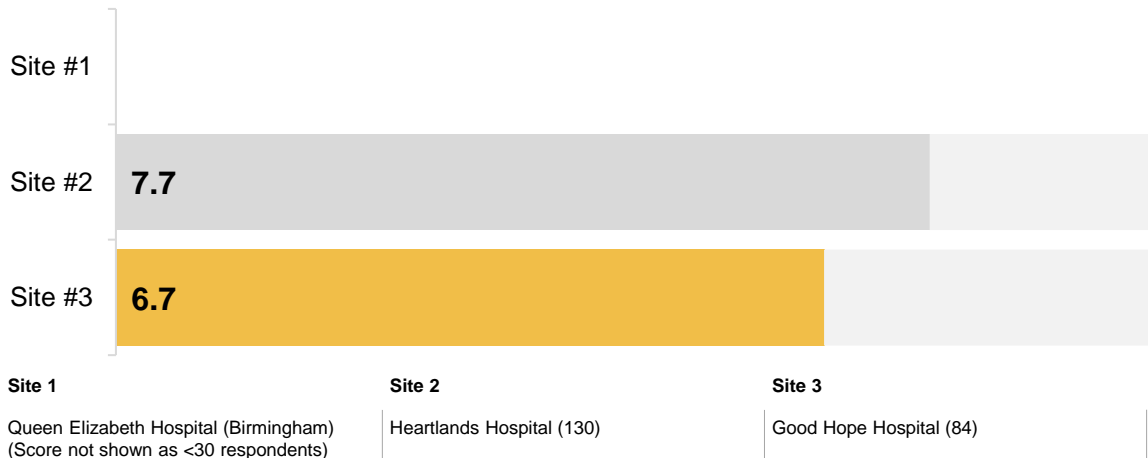 Site #1
Site #2
7.7
Site #3
6.7
Site 1
Queen Elizabeth Hospital (Birmingham)
(Score not shown as <30 respondents)
Site 2
Heartlands Hospital (130)
Site 3
Good Hope Hospital (84)